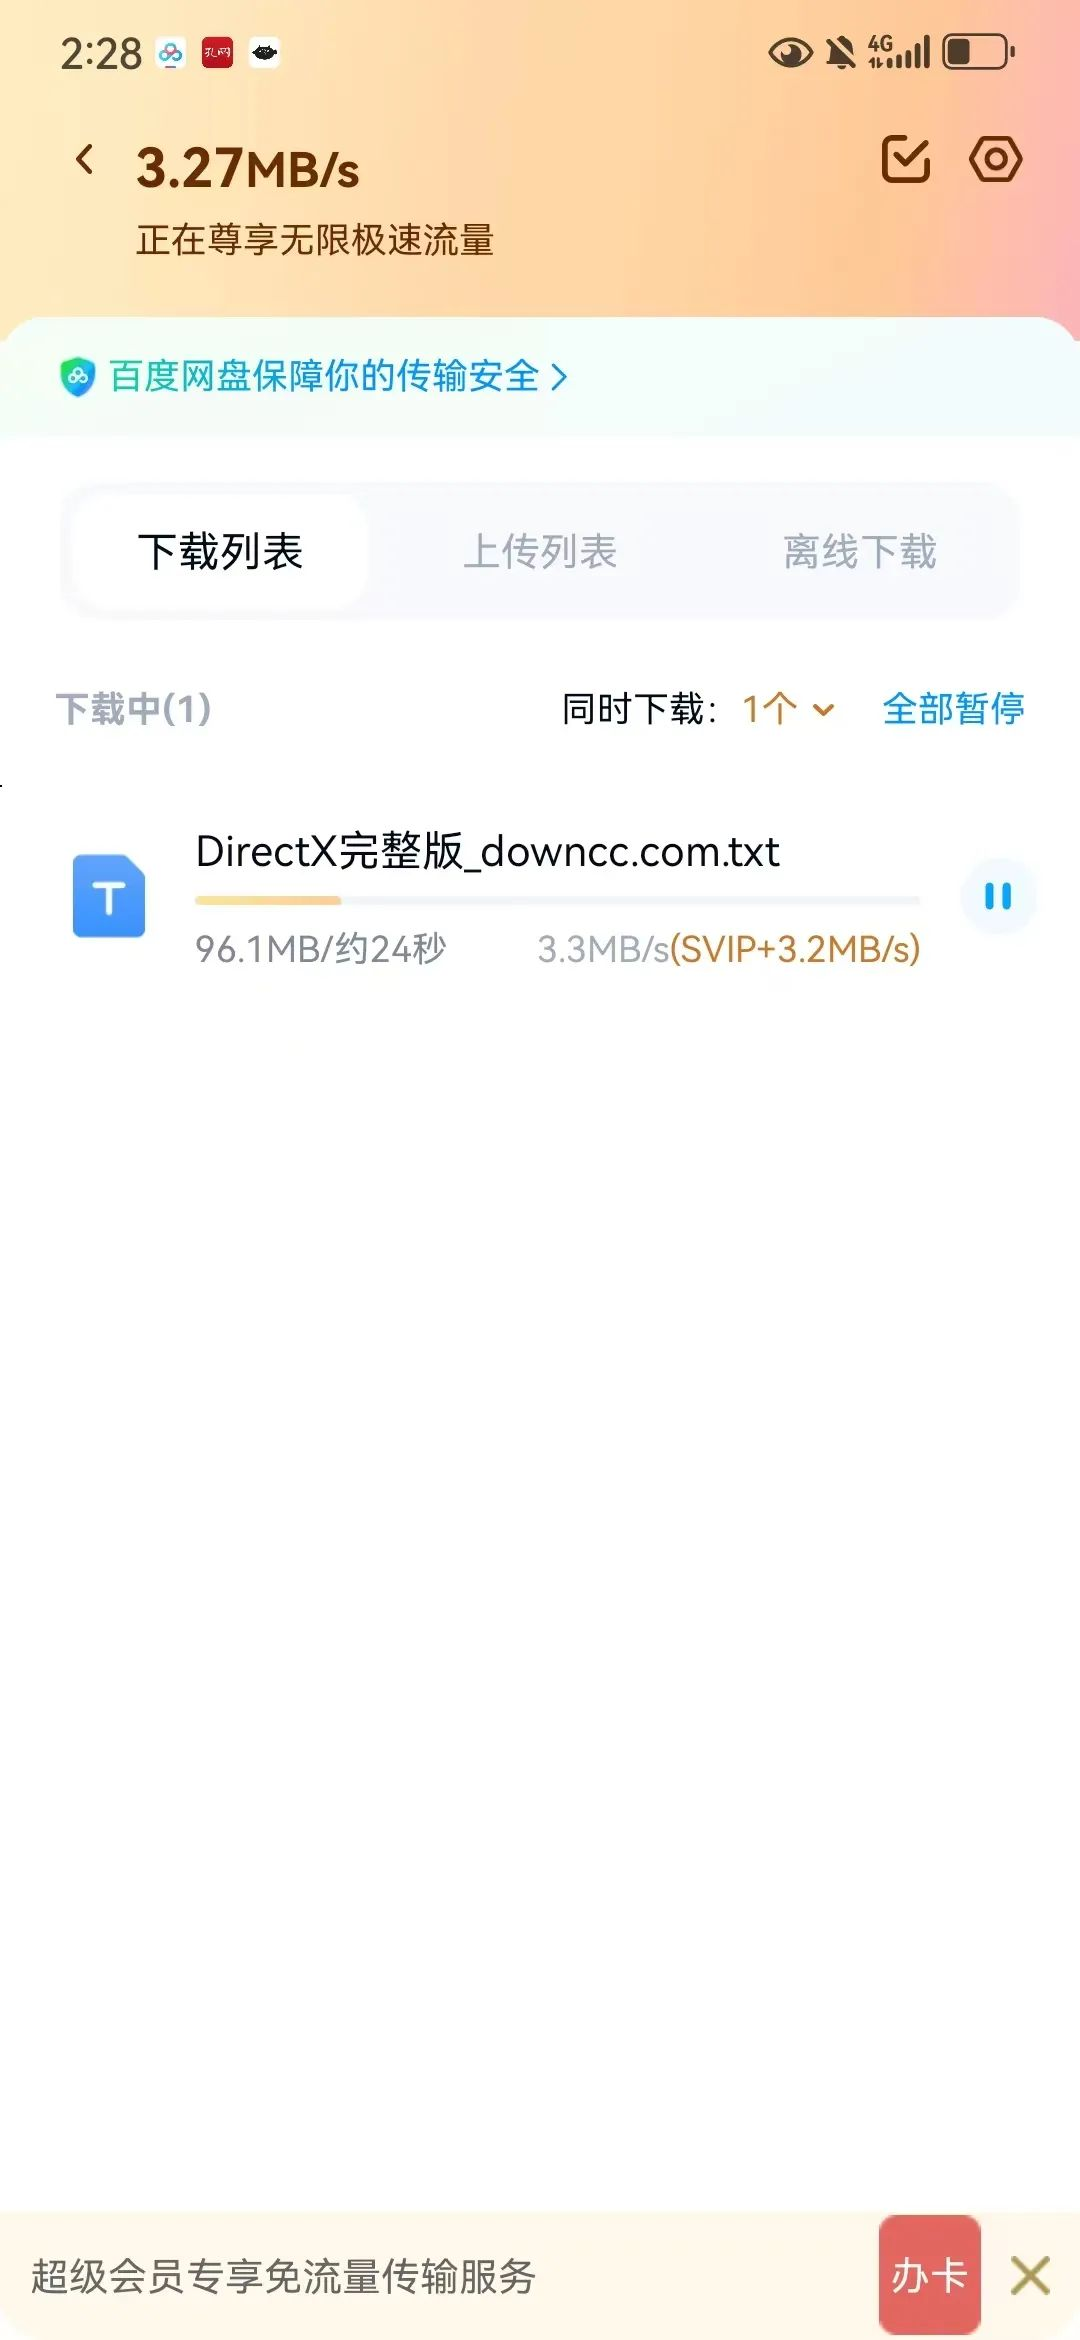 2:28 孔网 4G
3.27MB/s
正在尊享无限极速流量
百度网盘保障你的传输安全
下载列表 上传列表 离线下载
下载中(1) 同时下载: 1个 全部暂停
DirectX完整版_downcc.com.txt
96.1MB/约24秒 3.3MB/s(SVIP+3.2MB/s)
超级会员专享免流量传输服务 办卡